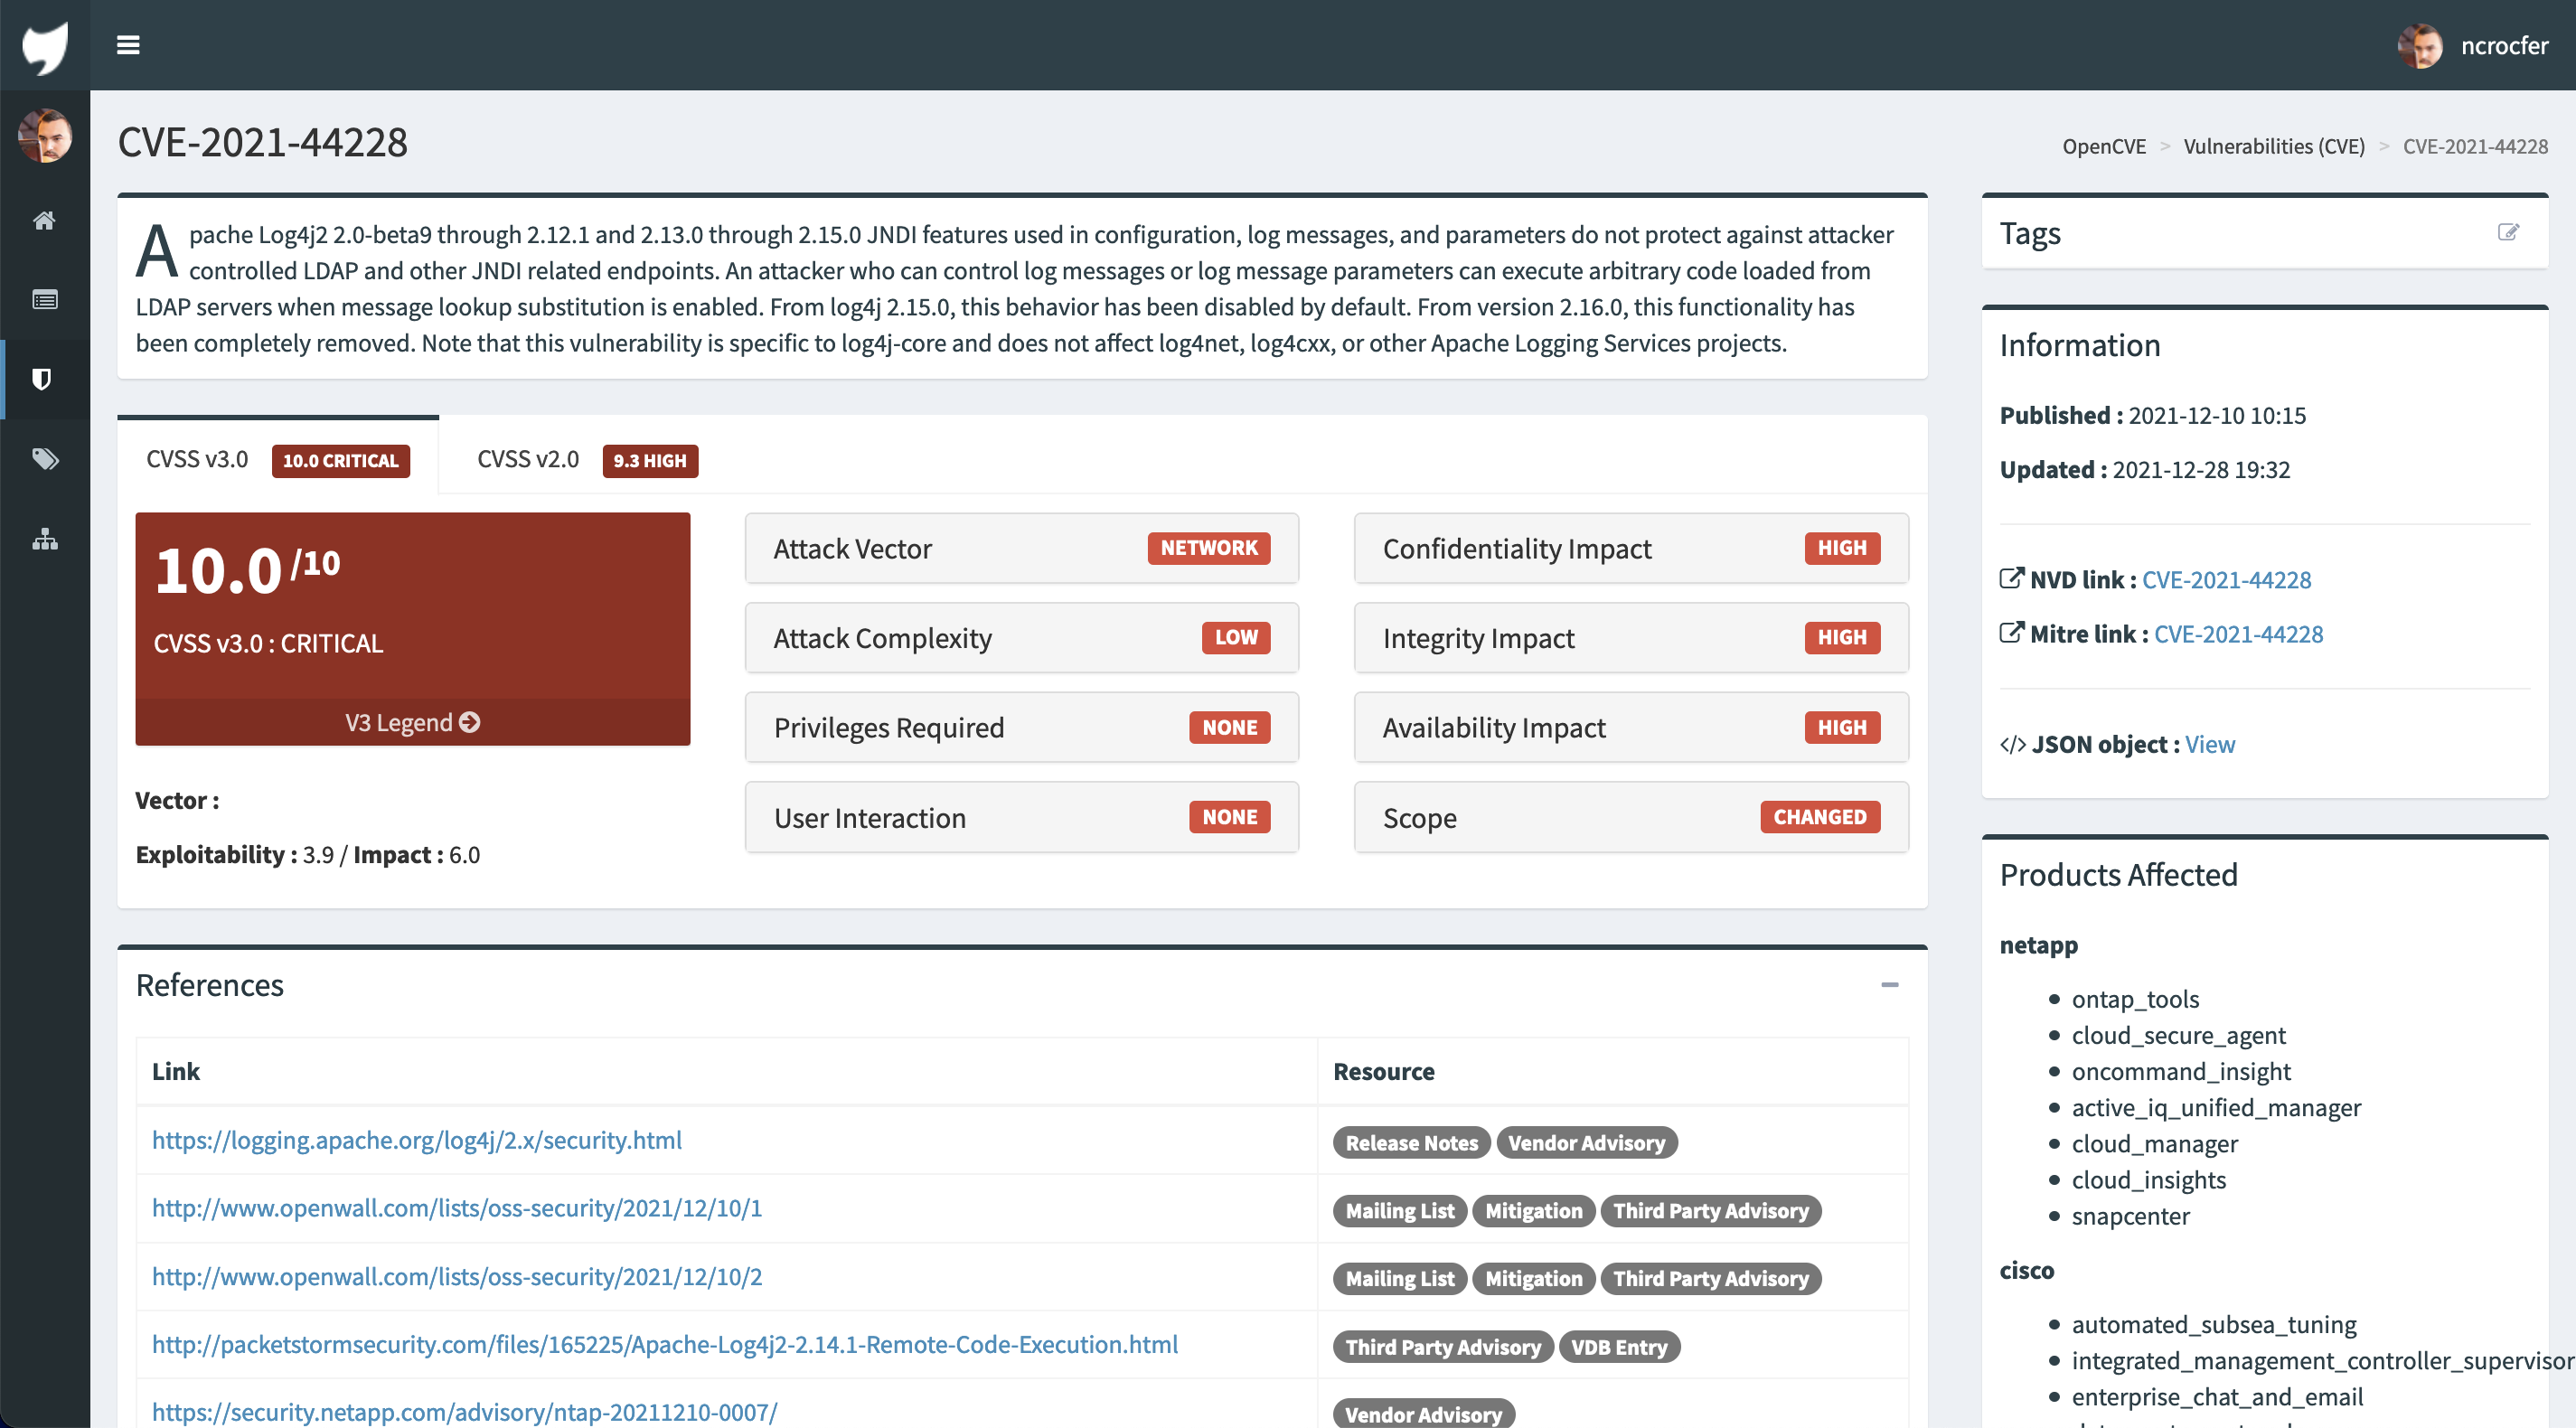 ncrocfer
CVE-2021-44228
OpenCVE > Vulnerabilities (CVE) > CVE-2021-44228
Apache Log4j2 2.0-beta9 through 2.12.1 and 2.13.0 through 2.15.0 JNDI features used in configuration, log messages, and parameters do not protect against attacker
controlled LDAP and other JNDI related endpoints. An attacker who can control log messages or log message parameters can execute arbitrary code loaded from
LDAP servers when message lookup substitution is enabled. From log4j 2.15.0, this behavior has been disabled by default. From version 2.16.0, this functionality has
been completely removed. Note that this vulnerability is specific to log4j-core and does not affect log4net, log4cxx, or other Apache Logging Services projects.
CVSS v3.0 10.0 CRITICAL CVSS v2.0 9.3 HIGH
10.0/10
CVSS v3.0 : CRITICAL
V3 Legend
Vector :
Exploitability : 3.9 / Impact : 6.0
Attack Vector NETWORK
Attack Complexity LOW
Privileges Required NONE
User Interaction NONE
Confidentiality Impact HIGH
Integrity Impact HIGH
Availability Impact HIGH
Scope CHANGED
References
Link Resource
https://logging.apache.org/log4j/2.x/security.html Release Notes Vendor Advisory
http://www.openwall.com/lists/oss-security/2021/12/10/1 Mailing List Mitigation Third Party Advisory
http://www.openwall.com/lists/oss-security/2021/12/10/2 Mailing List Mitigation Third Party Advisory
http://packetstormsecurity.com/files/165225/Apache-Log4j2-2.14.1-Remote-Code-Execution.html Third Party Advisory VDB Entry
https://security.netapp.com/advisory/ntap-20211210-0007/ Vendor Advisory
Tags
Information
Published : 2021-12-10 10:15
Updated : 2021-12-28 19:32
NVD link : CVE-2021-44228
Mitre link : CVE-2021-44228
</> JSON object : View
Products Affected
netapp
ontap_tools
cloud_secure_agent
oncommand_insight
active_iq_unified_manager
cloud_manager
cloud_insights
snapcenter
cisco
automated_subsea_tuning
integrated_management_controller_supervisor
enterprise_chat_and_email